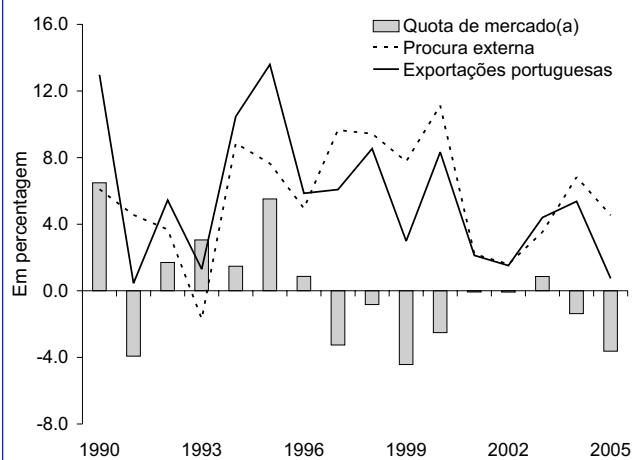 16.0
12.0
8.0
4.0
0.0
-4.0
-8.0
Em percentagem
Quota de mercado(a)
Procura externa
Exportações portuguesas
1990 1993 1996 1999 2002 2005